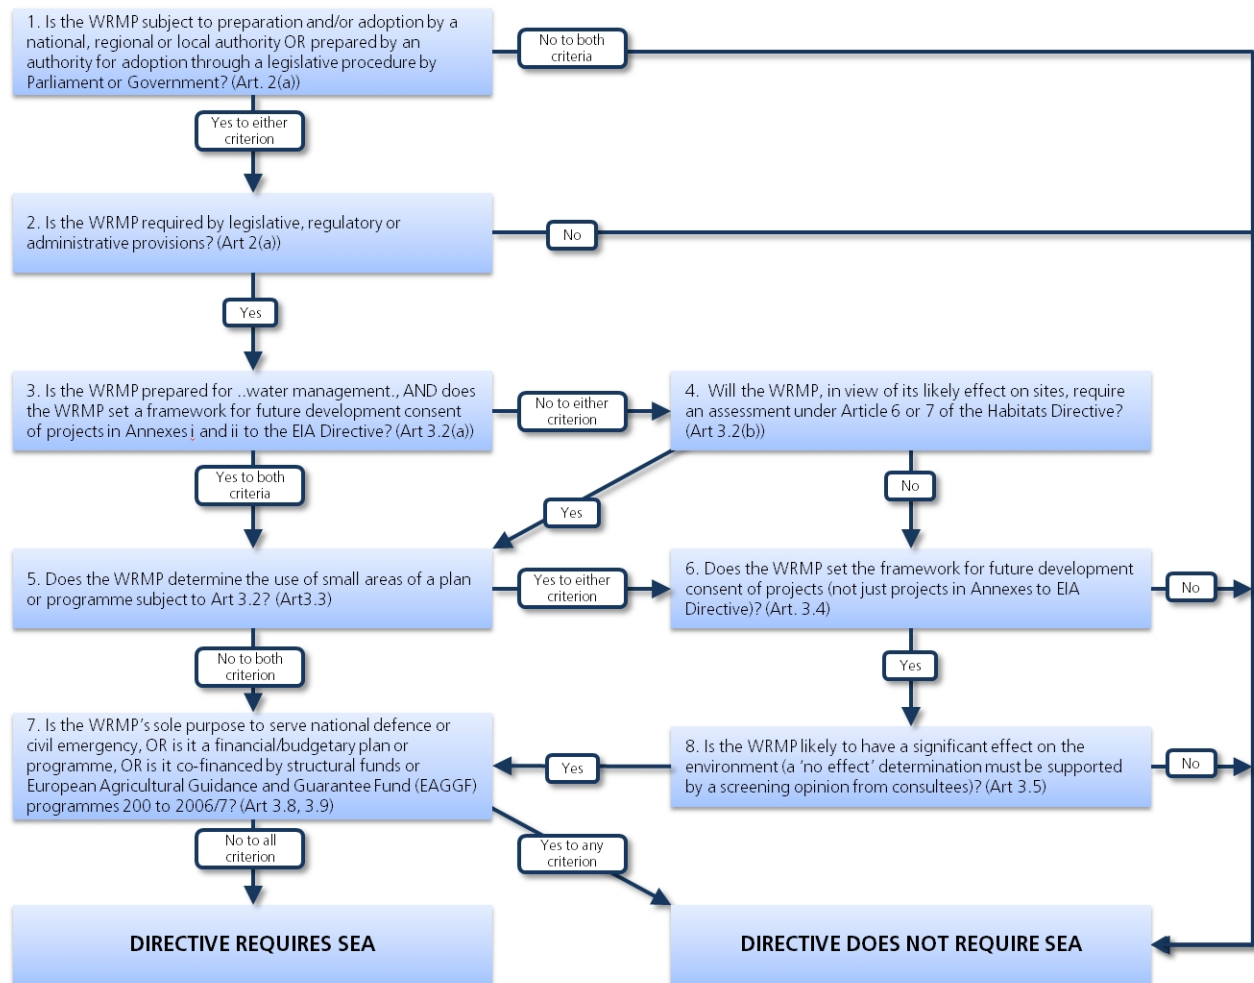 1. Is the WRMP subject to preparation and/or adoption by a
national, regional or local authority OR prepared by an
authority for adoption through a legislative procedure by
Parliament or Government? (Art. 2(a))
No to both
criteria
Yes to either
criterion
2. Is the WRMP required by legislative, regulatory or
administrative provisions? (Art 2(a))
No
Yes
3. Is the WRMP prepared for ..water management., AND does
the WRMP set a framework for future development consent
of projects in Annexes i and ii to the EIA Directive? (Art 3.2(a))
No to either
criterion
4. Will the WRMP, in view of its likely effect on sites, require
an assessment under Article 6 or 7 of the Habitats Directive?
(Art 3.2(b))
Yes to both
criteria
Yes
No
5. Does the WRMP determine the use of small areas of a plan
or programme subject to Art 3.2? (Art3.3)
Yes to either
criterion
6. Does the WRMP set the framework for future development
consent of projects (not just projects in Annexes to EIA
Directive)? (Art. 3.4)
No
No to both
criterion
Yes
7. Is the WRMP's sole purpose to serve national defence or
civil emergency, OR is it a financial/budgetary plan or
programme, OR is it co-financed by structural funds or
European Agricultural Guidance and Guarantee Fund (EAGGF)
programmes 200 to 2006/7? (Art 3.8, 3.9)
Yes
8. Is the WRMP likely to have a significant effect on the
environment (a 'no effect' determination must be supported
by a screening opinion from consultees)? (Art 3.5)
No
No to all
criterion
Yes to any
criterion
DIRECTIVE REQUIRES SEA
DIRECTIVE DOES NOT REQUIRE SEA